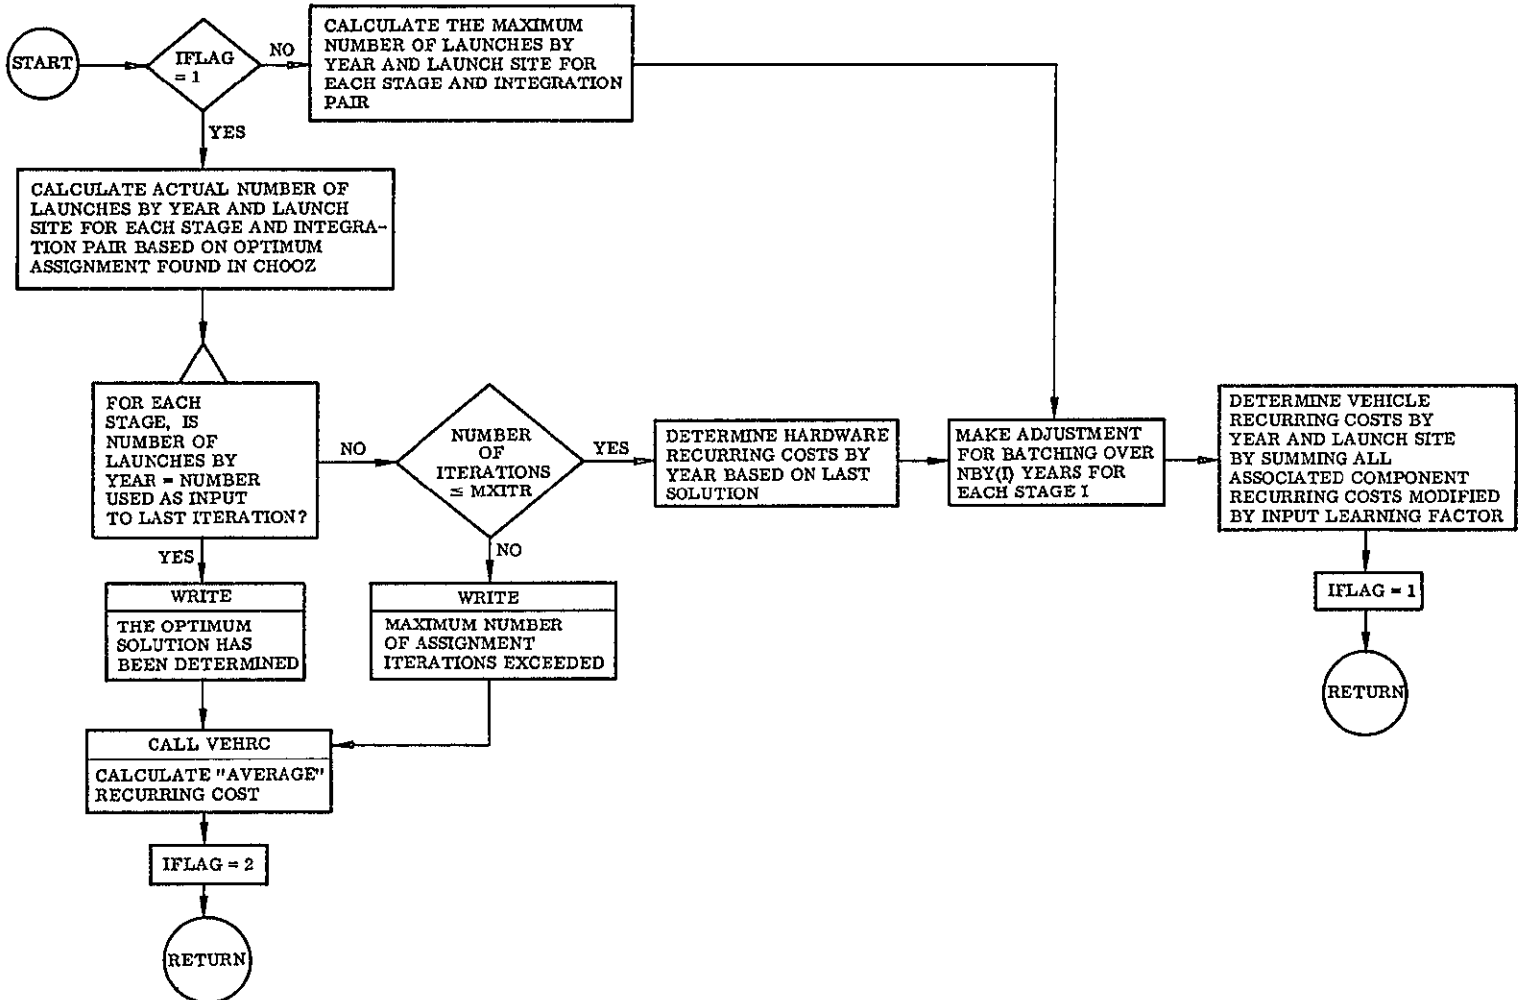 START
IFLAG
= 1
NO
CALCULATE THE MAXIMUM
NUMBER OF LAUNCHES BY
YEAR AND LAUNCH SITE FOR
EACH STAGE AND INTEGRATION
PAIR
YES
CALCULATE ACTUAL NUMBER OF
LAUNCHES BY YEAR AND LAUNCH
SITE FOR EACH STAGE AND INTEGRA-
TION PAIR BASED ON OPTIMUM
ASSIGNMENT FOUND IN CHOOZ
FOR EACH
STAGE, IS
NUMBER OF
LAUNCHES BY
YEAR = NUMBER
USED AS INPUT
TO LAST ITERATION?
NO
NUMBER
OF
ITERATIONS
≤ MXITR
YES
DETERMINE HARDWARE
RECURRING COSTS BY
YEAR BASED ON LAST
SOLUTION
MAKE ADJUSTMENT
FOR BATCHING OVER
NBY(I) YEARS FOR
EACH STAGE I
DETERMINE VEHICLE
RECURRING COSTS BY
YEAR AND LAUNCH SITE
BY SUMMING ALL
ASSOCIATED COMPONENT
RECURRING COSTS MODIFIED
BY INPUT LEARNING FACTOR
YES
NO
WRITE
THE OPTIMUM
SOLUTION HAS
BEEN DETERMINED
WRITE
MAXIMUM NUMBER
OF ASSIGNMENT
ITERATIONS EXCEEDED
IFLAG = 1
RETURN
CALL VEHRC
CALCULATE "AVERAGE"
RECURRING COST
IFLAG = 2
RETURN